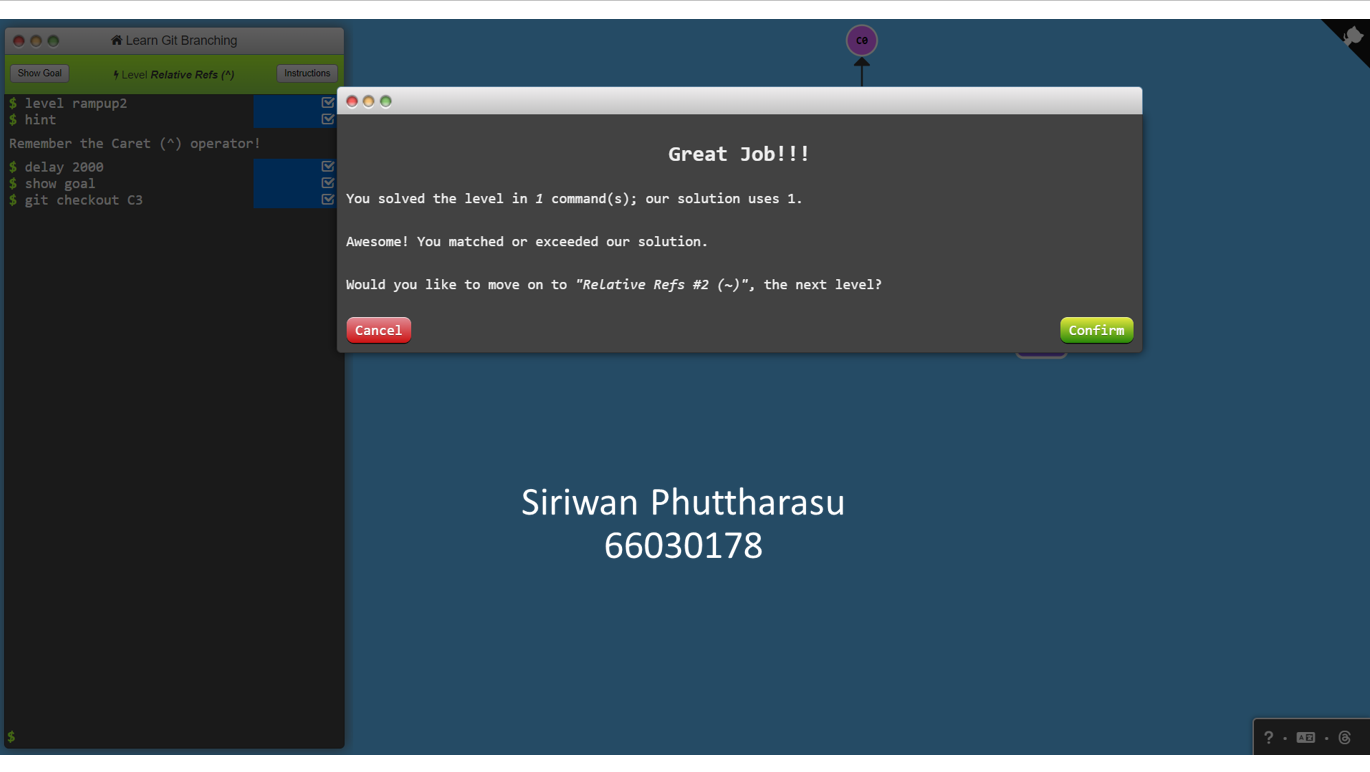 Learn Git Branching
Show Goal
Level Relative Refs (^)
Instructions
$ level rampup2
$ hint
Remember the Caret (^) operator!
$ delay 2000
$ show goal
$ git checkout C3
$
c0
Great Job!!!
You solved the level in 1 command(s); our solution uses 1.
Awesome! You matched or exceeded our solution.
Would you like to move on to "Relative Refs #2 (~)", the next level?
Cancel
Confirm
Siriwan Phuttharasu
66030178
?